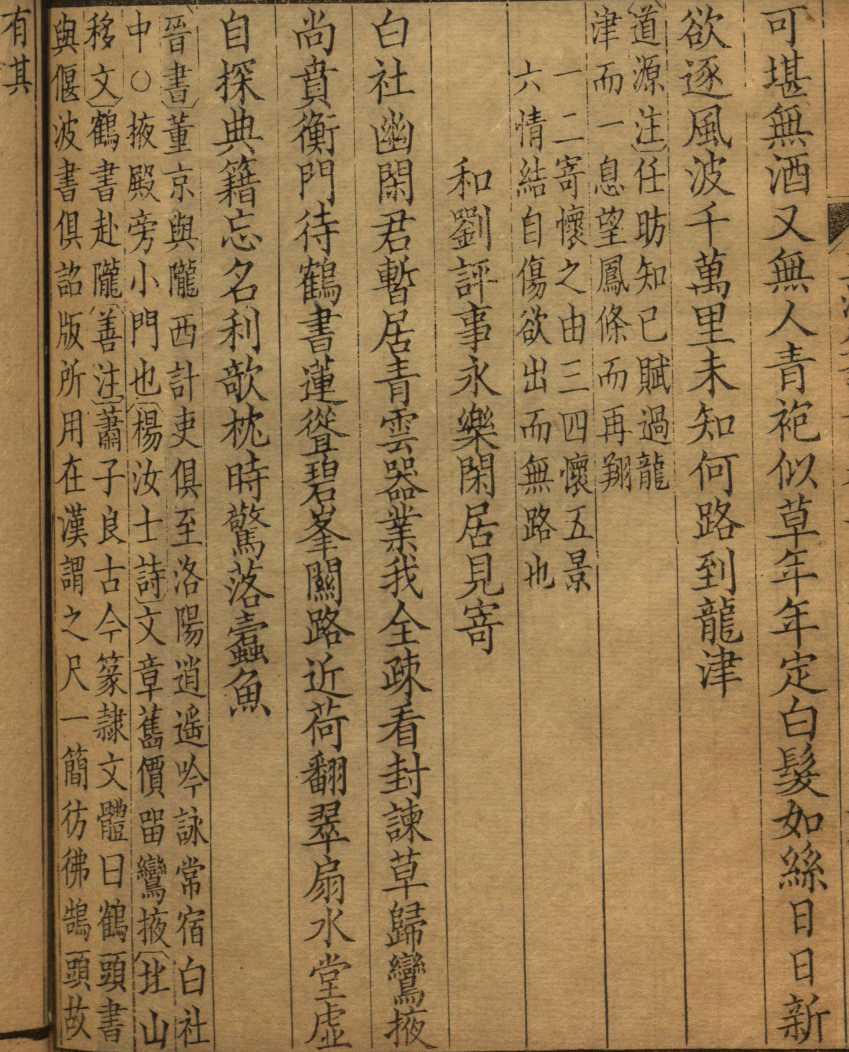 可堪無酒又無人青袍似草年年定白髮如絲日日新
欲逐風波千萬里未知何路到龍津
道源注任昉知已賦過龍
津而一息望鳳條而再翔
一二寄懷之由三四懷五景
六情結自傷欲出而無路也
和劉評事永樂閑居見寄
白社幽閑君暫居青雲器業我全疎看封諫草歸鸞掖
尚賁衡門待鶴書蓮聳碧峯關路近荷翻翠扇水堂虛
自探典籍忘名利欹枕時驚落蠹魚
晉書董京與隴西計吏俱至洛陽逍遥吟詠常宿白社
中○掖殿旁小門也楊汝士詩文章舊價留鸞掖北山
移文鶴書赴隴善注蕭子良古今篆隸文體曰鶴頭書
與偃波書俱詔版所用在漢謂之尺一簡彷彿鵠頭故
有其